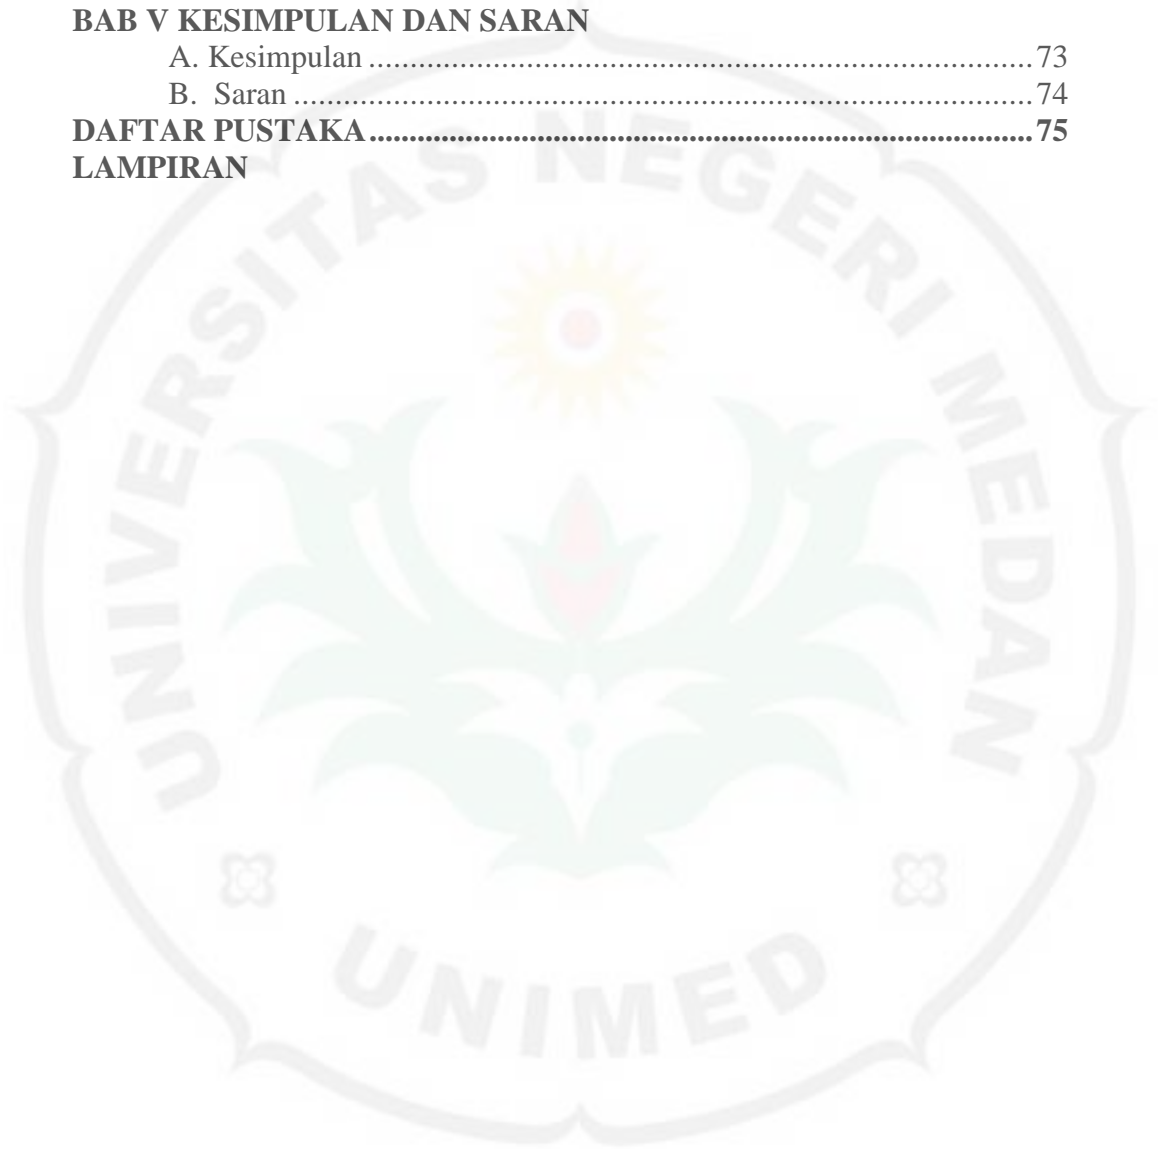 BAB V KESIMPULAN DAN SARAN
A. Kesimpulan ................................................................................ 73
B. Saran ......................................................................................... 74
DAFTAR PUSTAKA ................................................................................ 75
LAMPIRAN
UNIVERSITAS NEGERI MEDAN
UNIMED